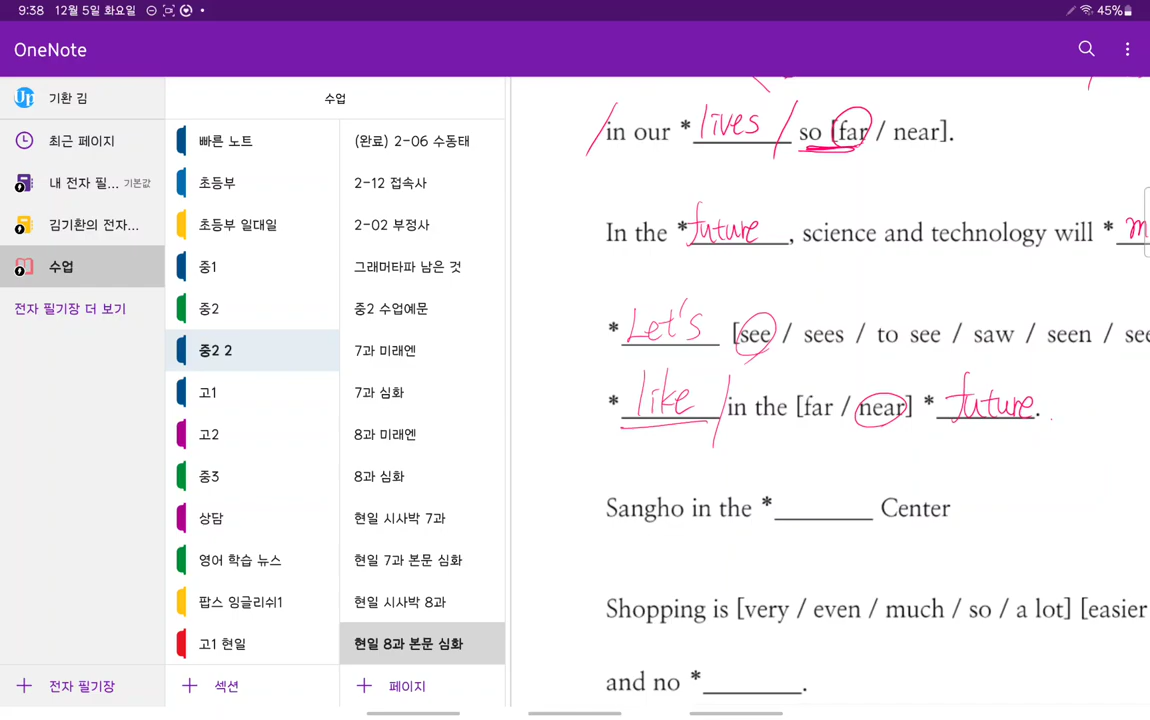 9:38 12월 5일 화요일 45%
OneNote
기환 김
최근 페이지
내 전자 필... 기본값
김기환의 전자...
수업
전자 필기장 더 보기
전자 필기장
빠른 노트
초등부
초등부 일대일
중1
중2
중2 2
고1
고2
중3
상담
영어 학습 뉴스
팝스 잉글리쉬1
고1 현일
섹션
수업
(완료) 2-06 수동태
2-12 접속사
2-02 부정사
그래머타파 남은 것
중2 수업예문
7과 미래엔
7과 심화
8과 미래엔
8과 심화
현일 시사박 7과
현일 7과 본문 심화
현일 시사박 8과
현일 8과 본문 심화
페이지
in our *lives so [far / near].
In the *future, science and technology will *m
*Let's [see / sees / to see / saw / seen / see
*like in the [far / near] *future.
Sangho in the *________ Center
Shopping is [very / even / much / so / a lot] [easier
and no *________.